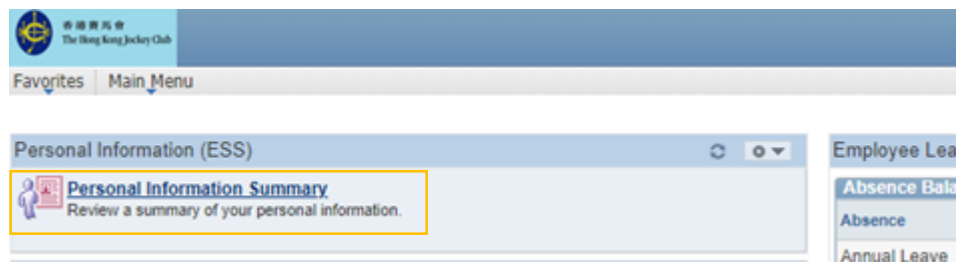 香港賽馬會
The Hong Kong Jockey Club
Favorites Main Menu
Personal Information (ESS)
Personal Information Summary
Review a summary of your personal information.
Employee Lea
Absence Bala
Absence
Annual Leave